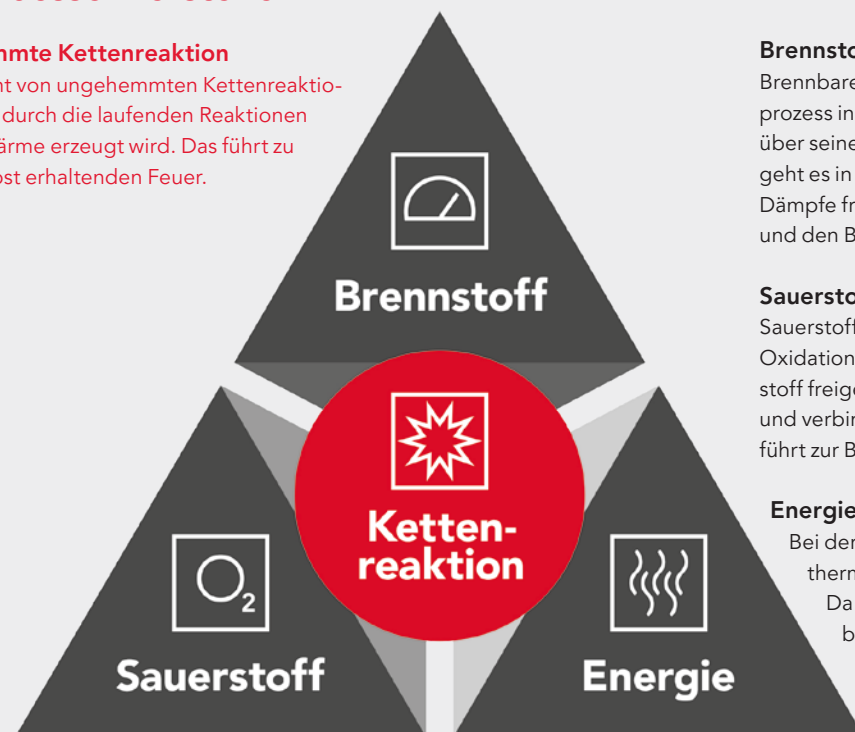 mmte Kettenreaktion
nt von ungehemmten Kettenreaktio-
durch die laufenden Reaktionen
ärme erzeugt wird. Das führt zu
ost erhaltenden Feuer.
Brennstoff
Ketten-
reaktion
O2
Sauerstoff
Energie
Brennsto
Brennbare
prozess in
über seine
geht es in
Dämpfe fr
und den B
Sauersto
Sauerstoff
Oxidation
stoff freige
und verbin
führt zur B
Energie
Bei der
therm
Da
b